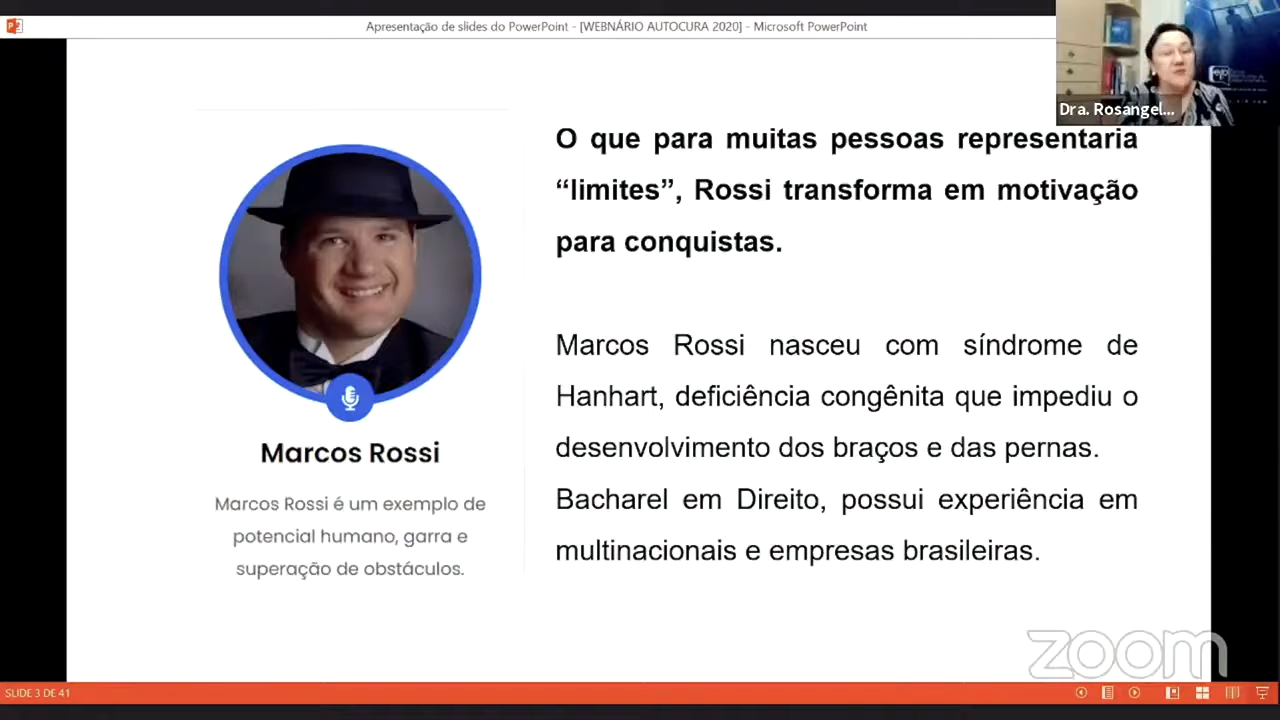 Apresentação de slides do PowerPoint - [WEBNÁRIO AUTOCURA 2020] - Microsoft PowerPoint
Dra. Rosangel...
O que para muitas pessoas representaria
“limites”, Rossi transforma em motivação
para conquistas.
Marcos Rossi nasceu com síndrome de
Hanhart, deficiência congênita que impediu o
desenvolvimento dos braços e das pernas.
Bacharel em Direito, possui experiência em
multinacionais e empresas brasileiras.
Marcos Rossi
Marcos Rossi é um exemplo de
potencial humano, garra e
superação de obstáculos.
zoom
SLIDE 3 DE 41